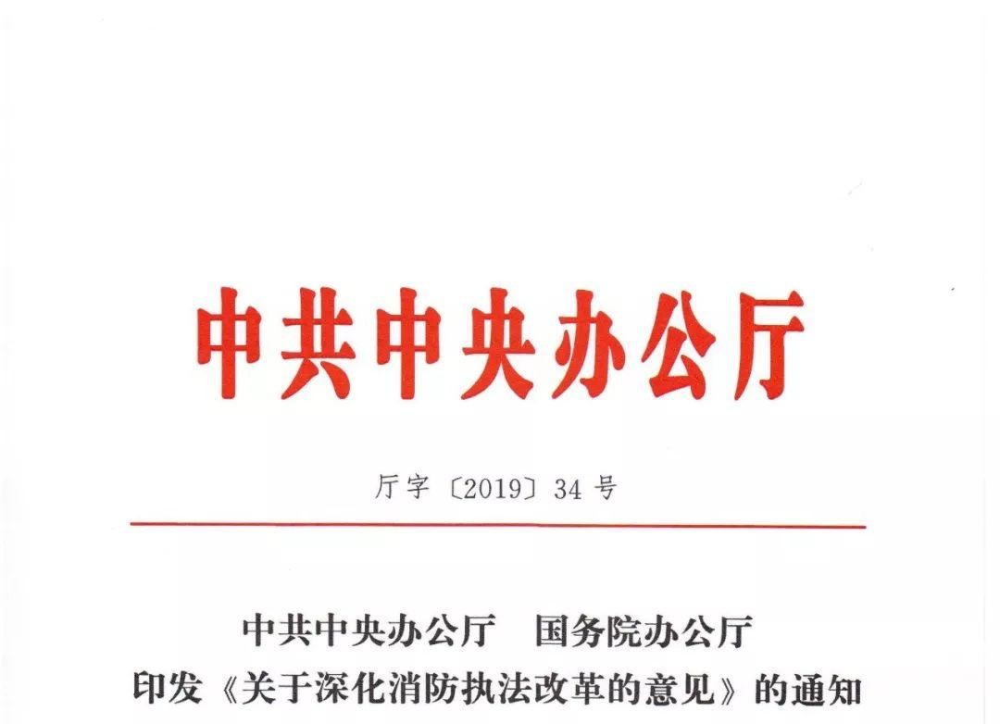 中共中央办公厅
厅字〔2019〕34号
中共中央办公厅 国务院办公厅
印发《关于深化消防执法改革的意见》的通知